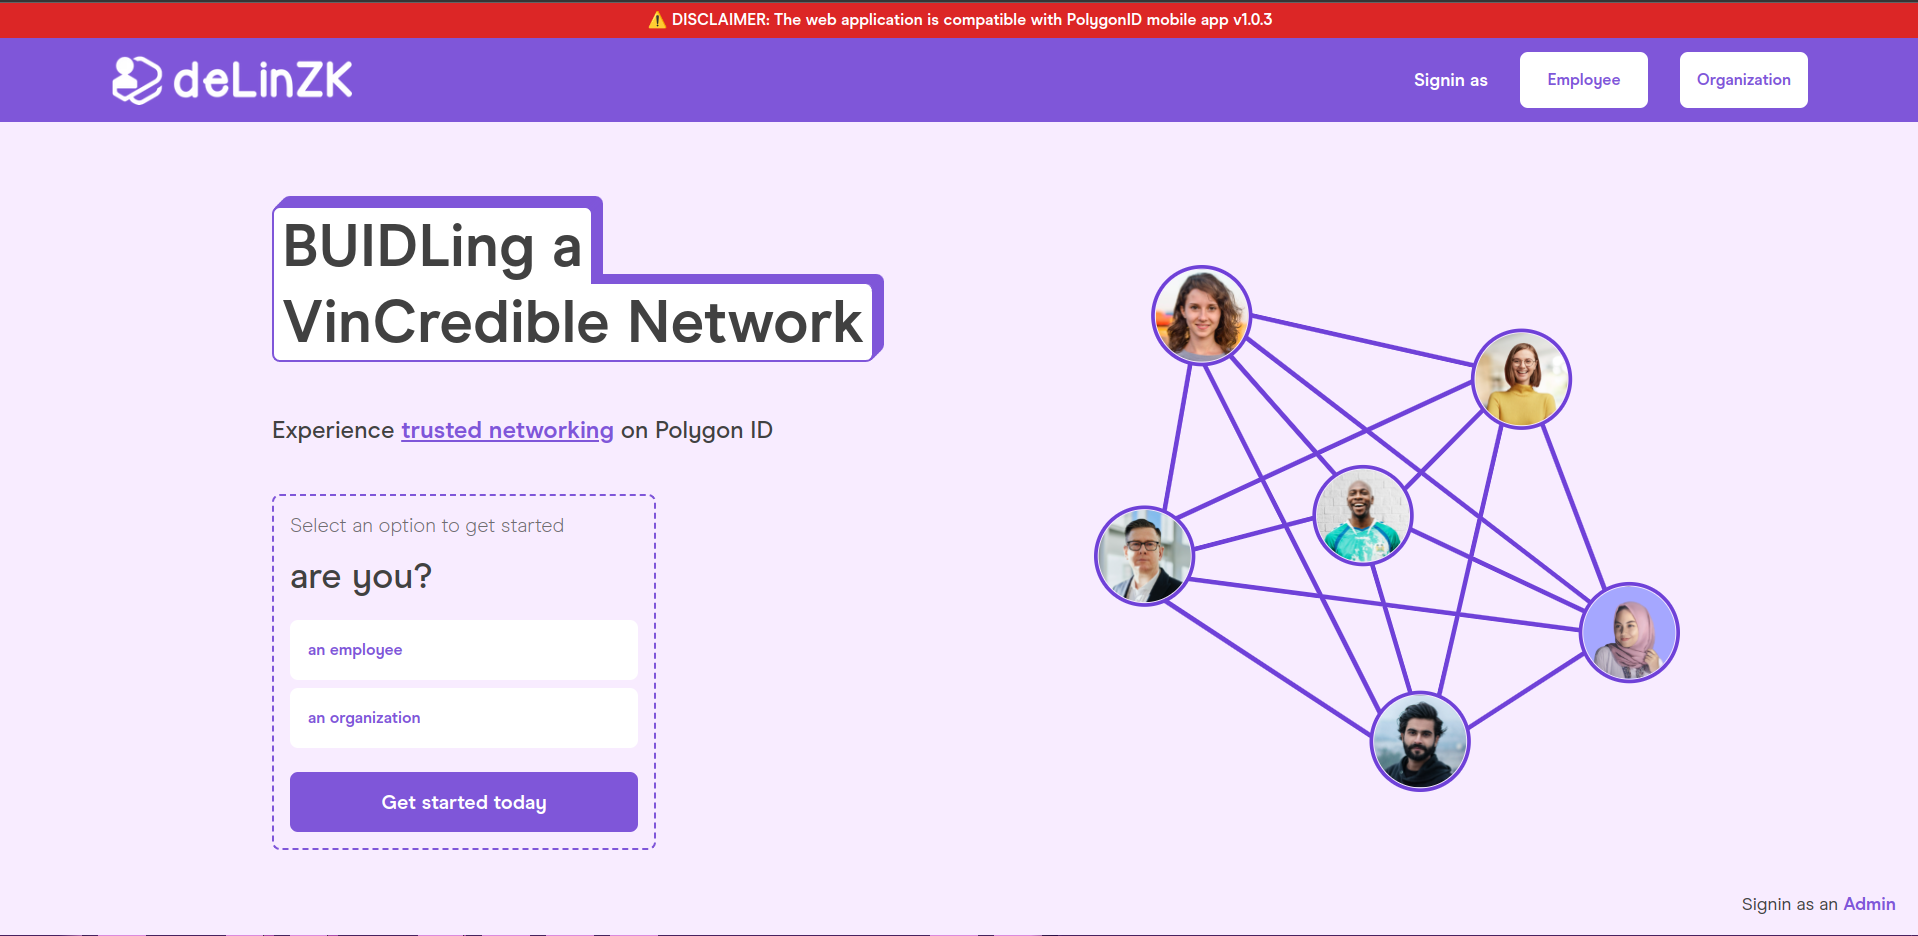 ⚠️ DISCLAIMER: The web application is compatible with PolygonID mobile app v1.0.3
deLinZK
Signin as
Employee
Organization
BUIDLing a
VinCredible Network
Experience trusted networking on Polygon ID
Select an option to get started
are you?
an employee
an organization
Get started today
Signin as an Admin